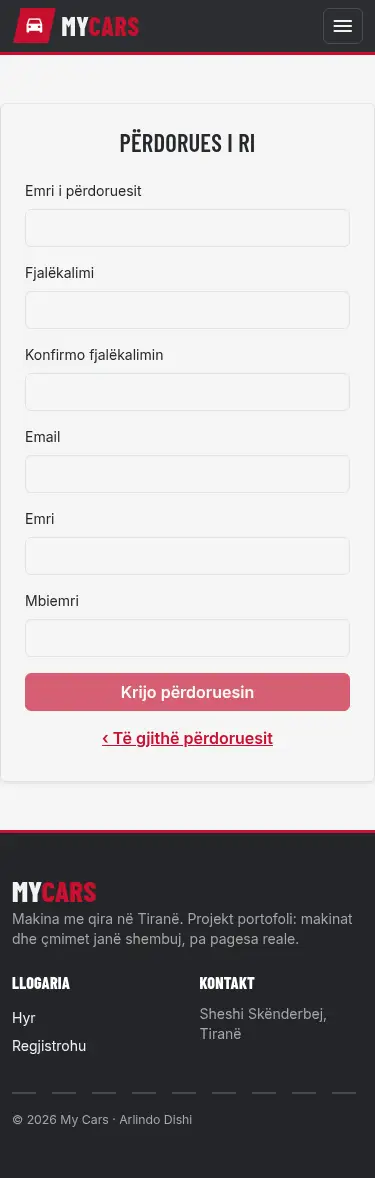 MYCARS
PËRDORUES I RI
Emri i përdoruesit
Fjalëkalimi
Konfirmo fjalëkalimin
Email
Emri
Mbiemri
Krijo përdoruesin
‹ Të gjithë përdoruesit
MYCARS
Makina me qira në Tiranë. Projekt portofoli: makinat
dhe çmimet janë shembuj, pa pagesa reale.
LLOGARIA
Hyr
Regjistrohu
KONTAKT
Sheshi Skënderbej,
Tiranë
© 2026 My Cars · Arlindo Dishi